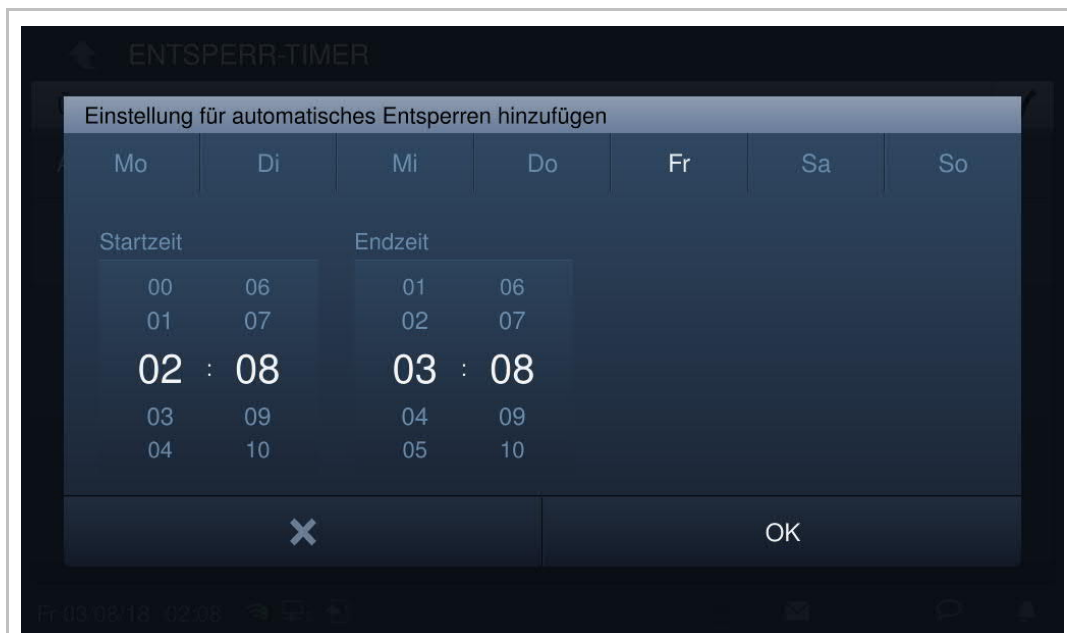 ENTSPERR-TIMER
Einstellung für automatisches Entsperren hinzufügen
Mo Di Mi Do Fr Sa So
Startzeit Endzeit
00 06 01 06
01 07 02 07
02 : 08 03 : 08
03 09 04 09
04 10 05 10
OK
Fr 03/08/18 02:08